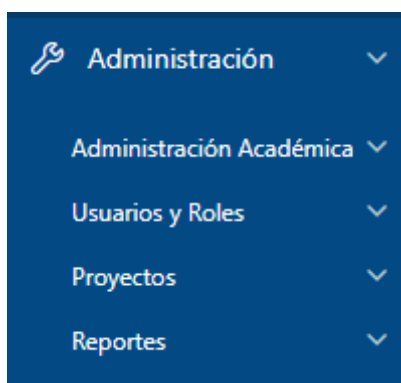 Administración
Administración Académica
Usuarios y Roles
Proyectos
Reportes